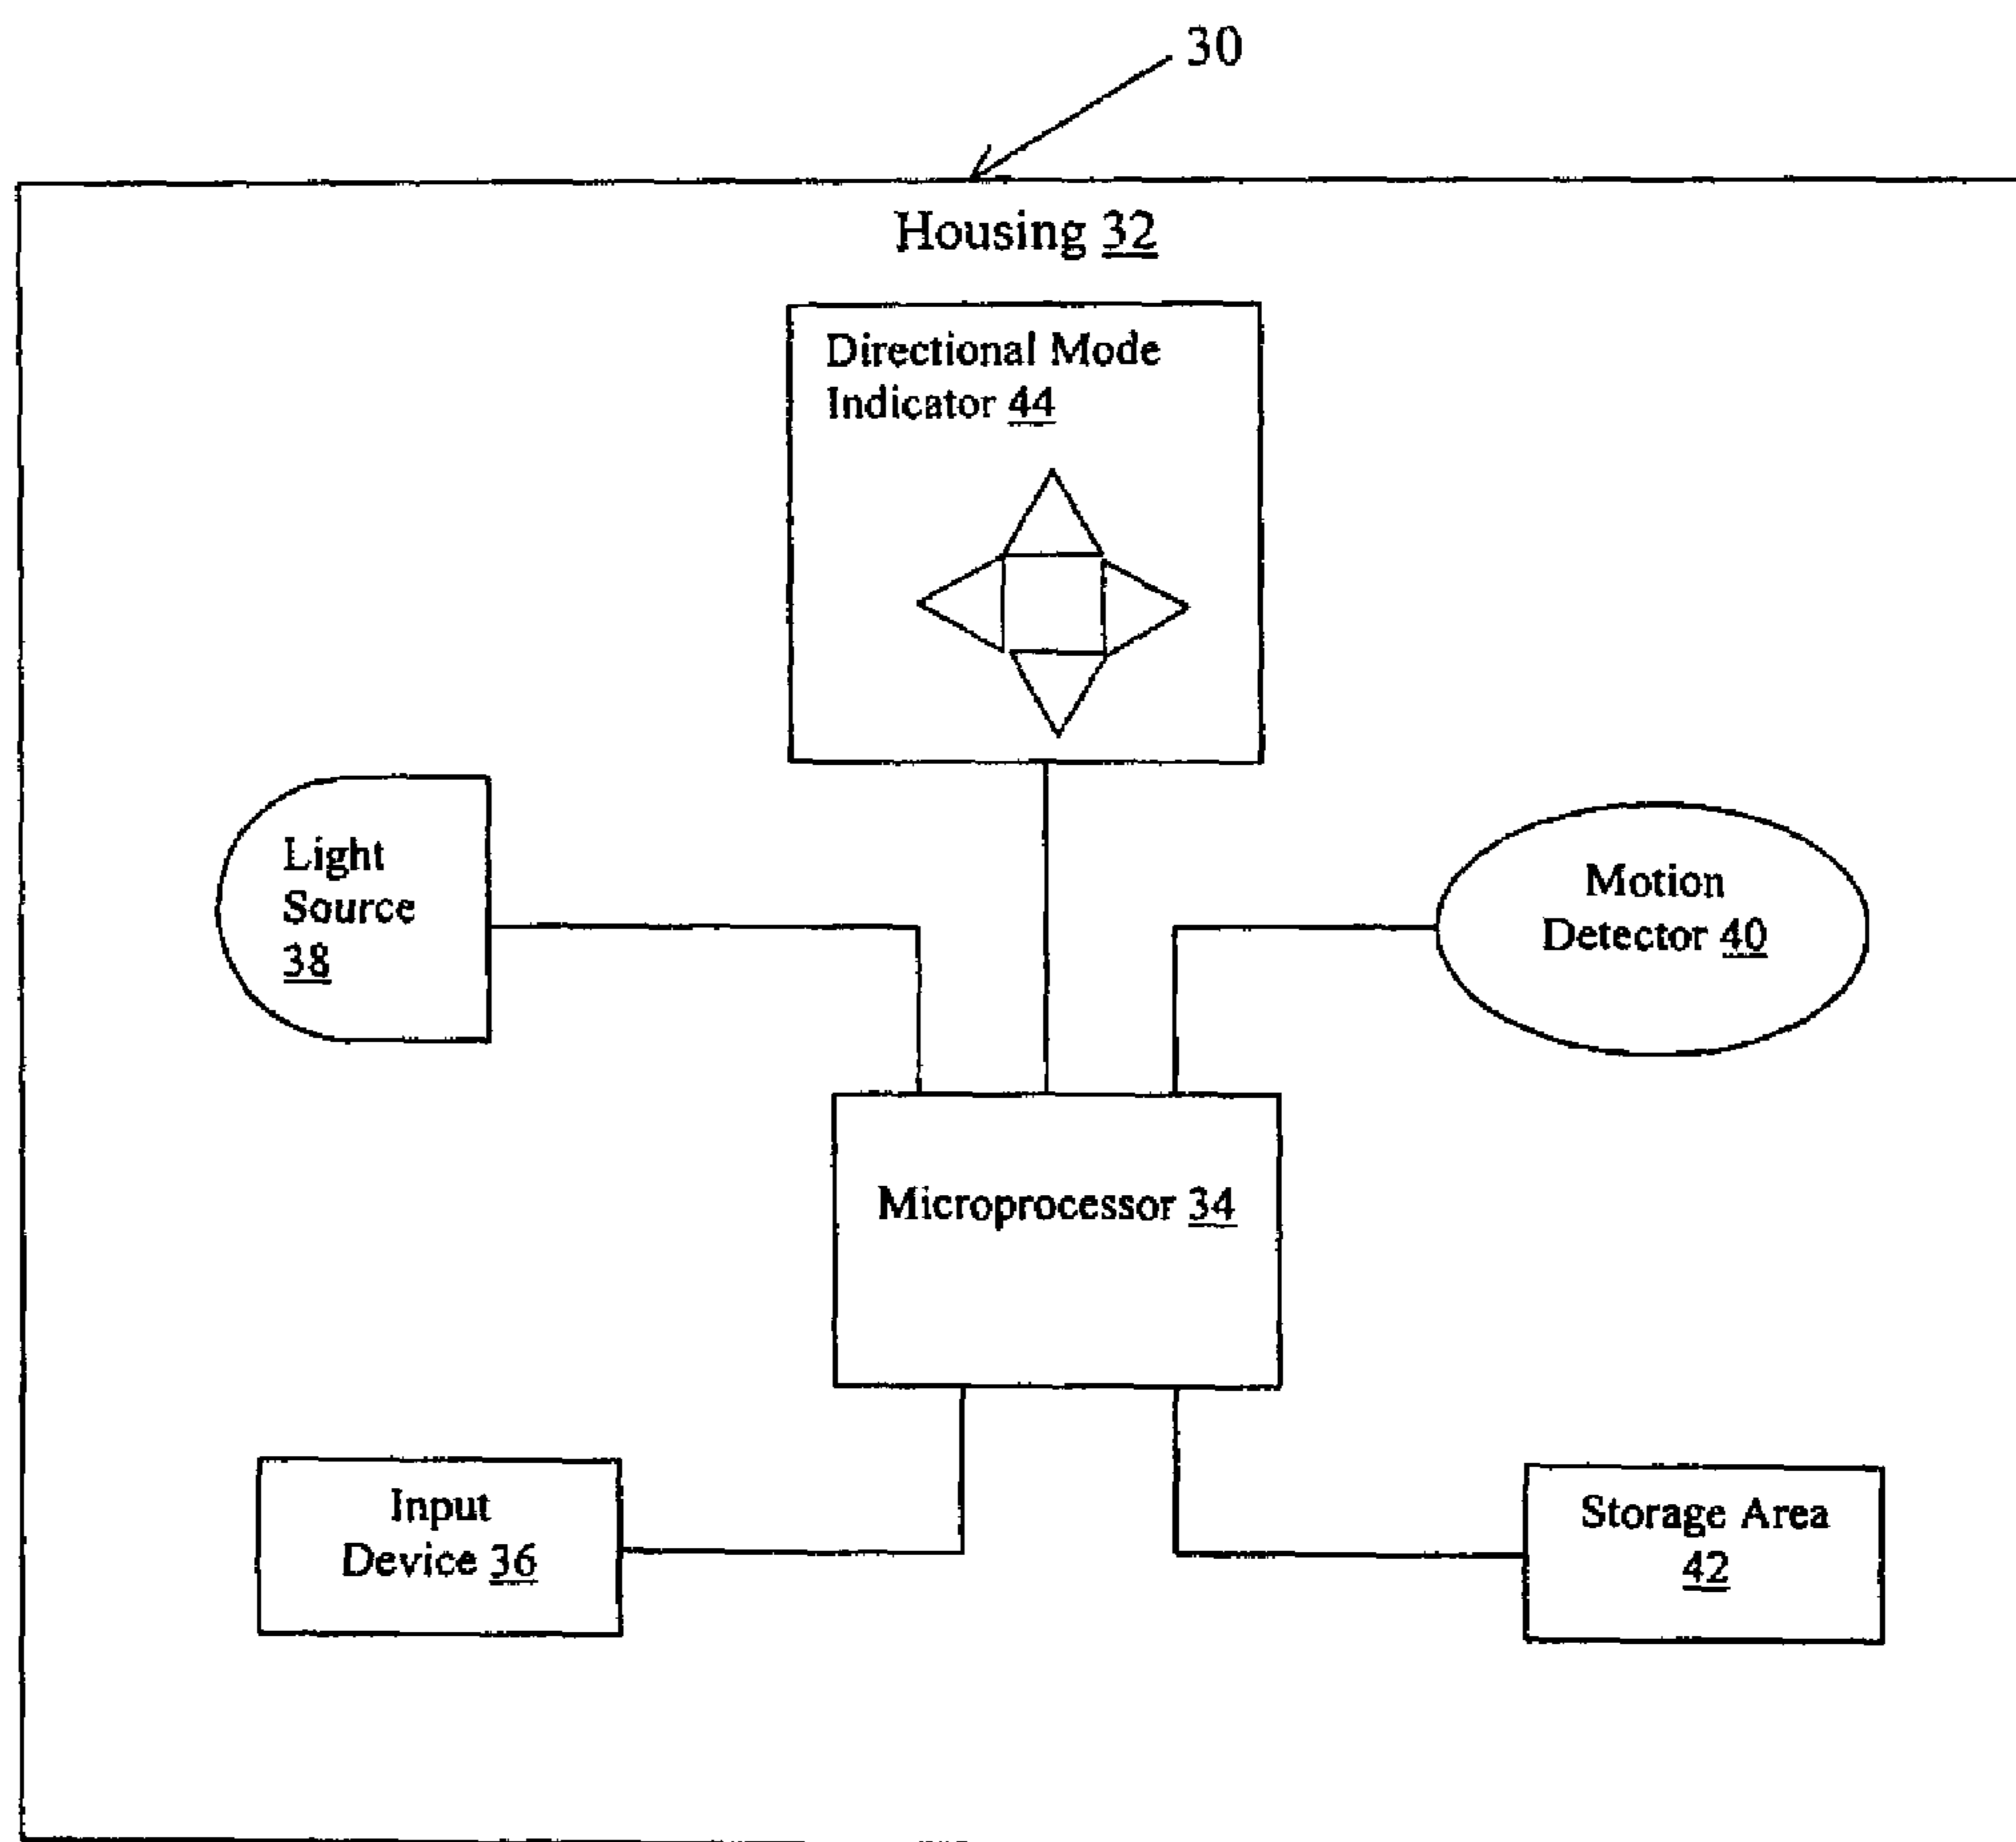 30
Housing 32
Directional Mode
Indicator 44
Light
Source
38
Motion
Detector 40
Microprocessor 34
Input
Device 36
Storage Area
42